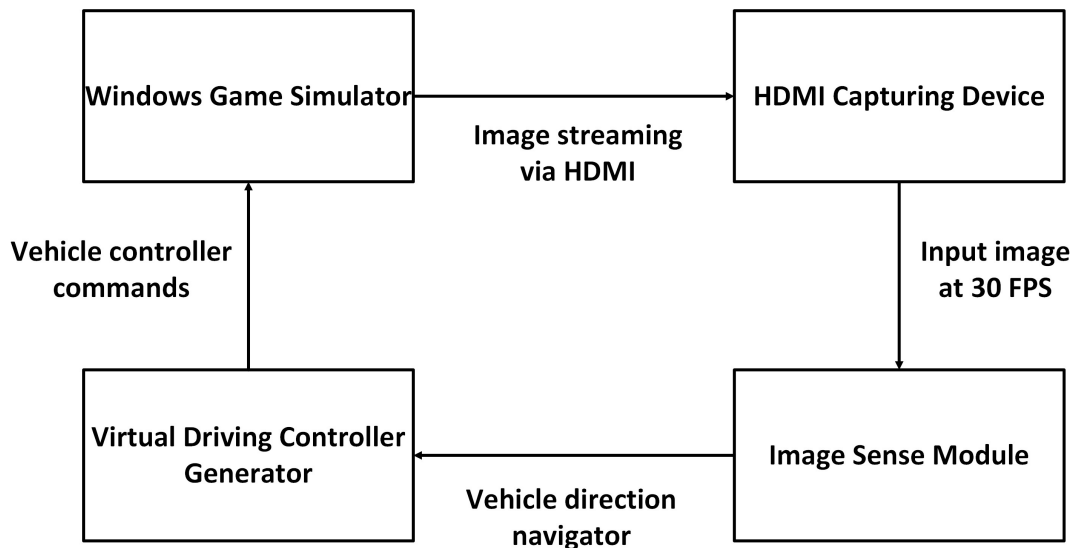 Windows Game Simulator
HDMI Capturing Device
Image streaming
via HDMI
Vehicle controller
commands
Input image
at 30 FPS
Virtual Driving Controller
Generator
Image Sense Module
Vehicle direction
navigator